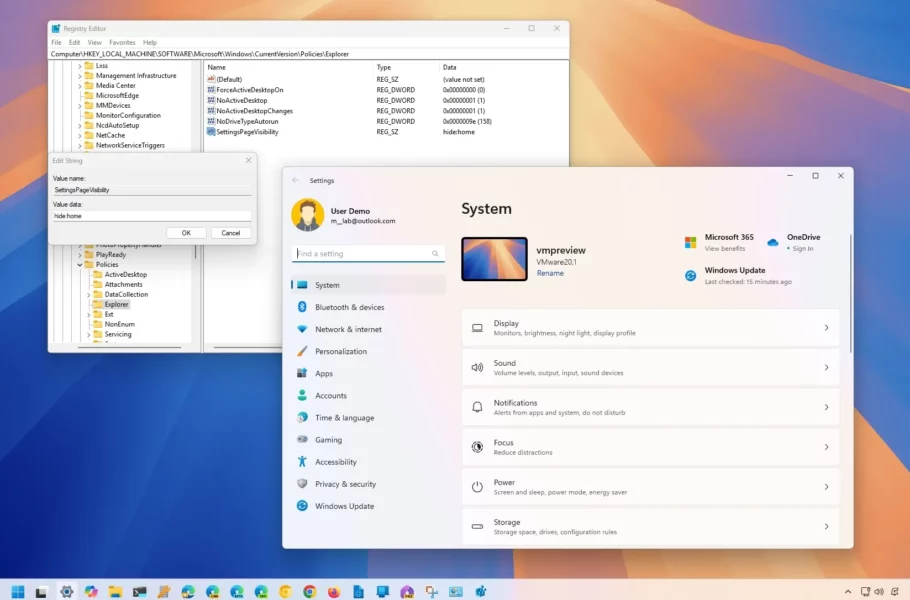 Registry Editor
File Edit View Favorites Help
Computer\HKEY_LOCAL_MACHINE\SOFTWARE\Microsoft\Windows\CurrentVersion\Policies\Explorer
Lxss
Management Infrastructure
Media Center
MicrosoftEdge
MMDevices
MonitorConfiguration
NcdAutoSetup
NetCache
NetworkServiceTriggers
Name Type Data
(Default) REG_SZ (value not set)
ForceActiveDesktopOn REG_DWORD 0x00000000 (0)
NoActiveDesktop REG_DWORD 0x00000001 (1)
NoActiveDesktopChanges REG_DWORD 0x00000001 (1)
NoDriveTypeAutorun REG_DWORD 0x0000009e (158)
SettingsPageVisibility REG_SZ hide:home
Edit String
Value name:
SettingsPageVisibility
Value data:
hide:home
OK Cancel
PhotoPropertyHandler
PlayReady
Policies
ActiveDesktop
Attachments
DataCollection
Explorer
Ext
NonEnum
Servicing
Settings
User Demo
m__lab@outlook.com
Find a setting
System
Bluetooth & devices
Network & internet
Personalization
Apps
Accounts
Time & language
Gaming
Accessibility
Privacy & security
Windows Update
System
vmpreview
VMware20,1
Rename
Microsoft 365
View benefits
OneDrive
Sign In
Windows Update
Last checked: 15 minutes ago
Display
Monitors, brightness, night light, display profile
Sound
Volume levels, output, input, sound devices
Notifications
Alerts from apps and system, do not disturb
Focus
Reduce distractions
Power
Screen and sleep, power mode, energy saver
Storage
Storage space, drives, configuration rules